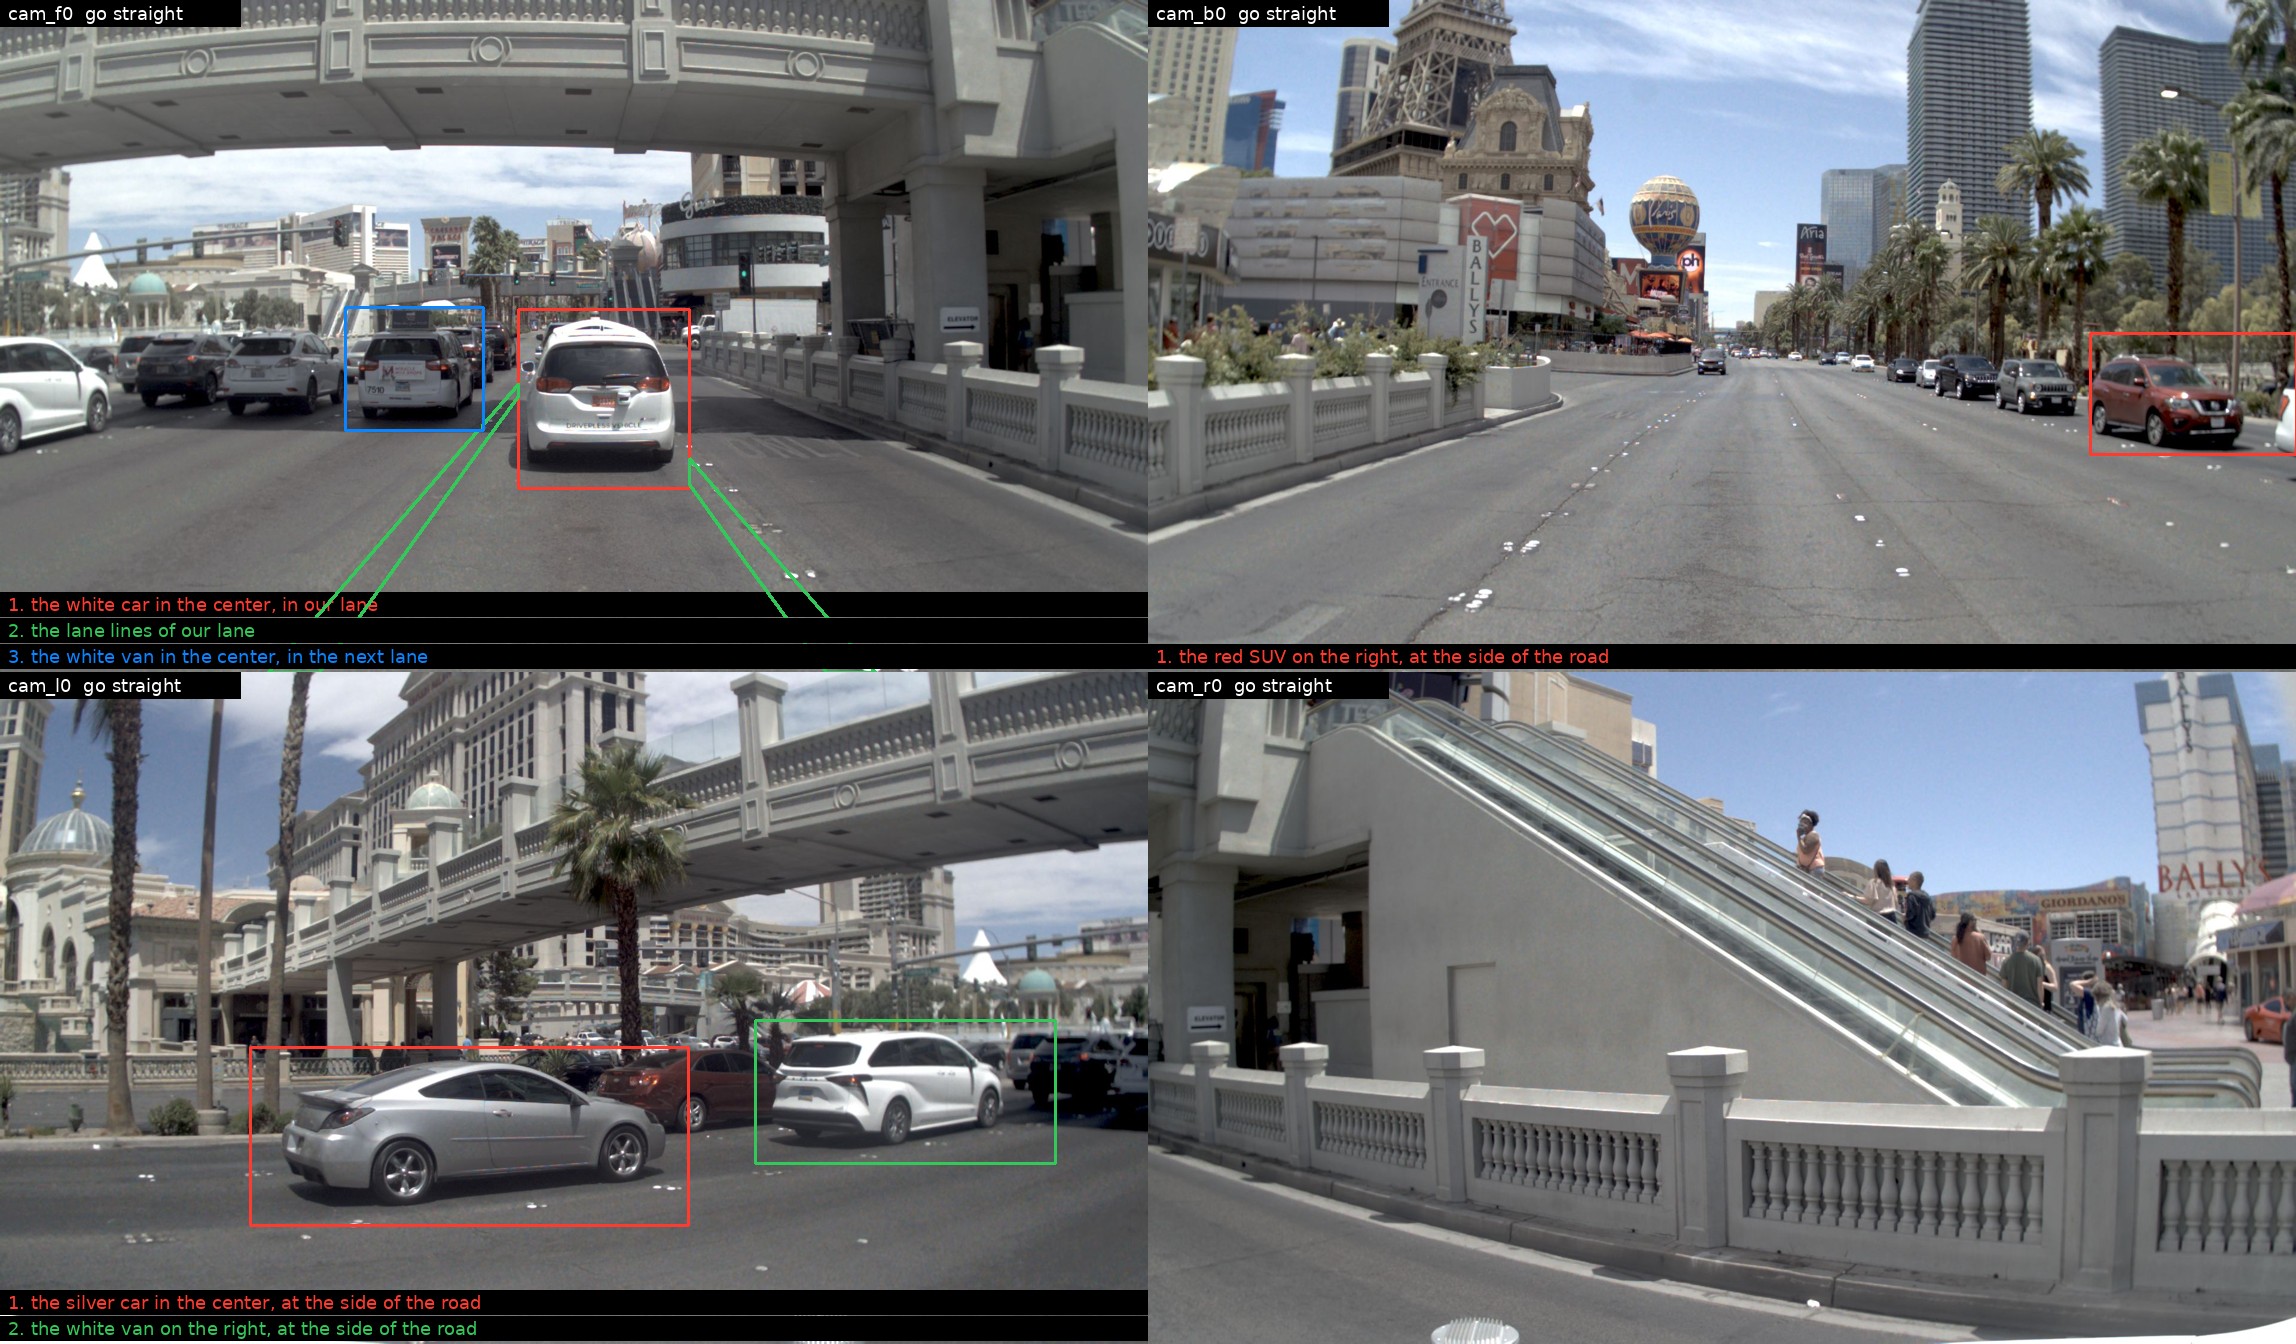 cam_f0 go straight
ELEVATOR
7510
DRIVERLESS VEHICLE
1. the white car in the center, in our lane
2. the lane lines of our lane
3. the white van in the center, in the next lane
cam_b0 go straight
Paris
Aria
ph
BALLYS
ENTRANCE
1. the red SUV on the right, at the side of the road
cam_l0 go straight
1. the silver car in the center, at the side of the road
2. the white van on the right, at the side of the road
cam_r0 go straight
BALLY'S
GIORDANO'S
ELEVATOR